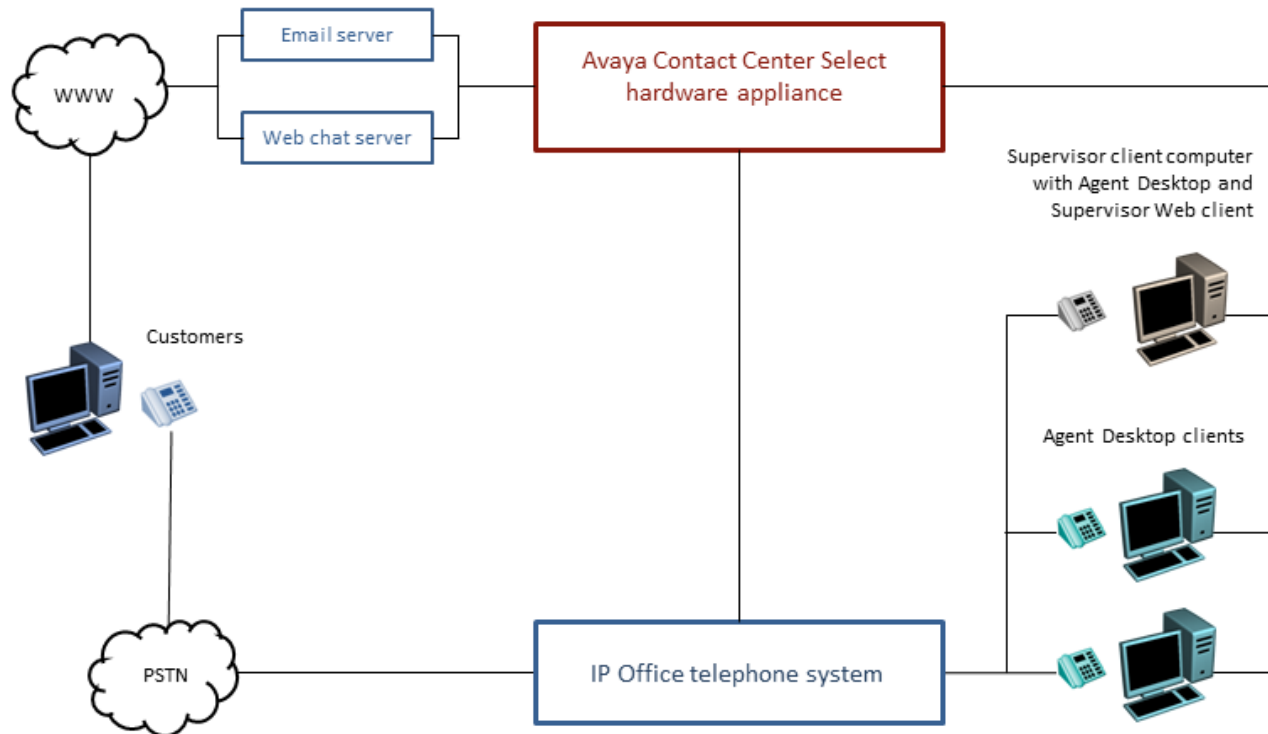 Email server
WWW
Web chat server
Avaya Contact Center Select
hardware appliance
Supervisor client computer
with Agent Desktop and
Supervisor Web client
Customers
Agent Desktop clients
PSTN
IP Office telephone system